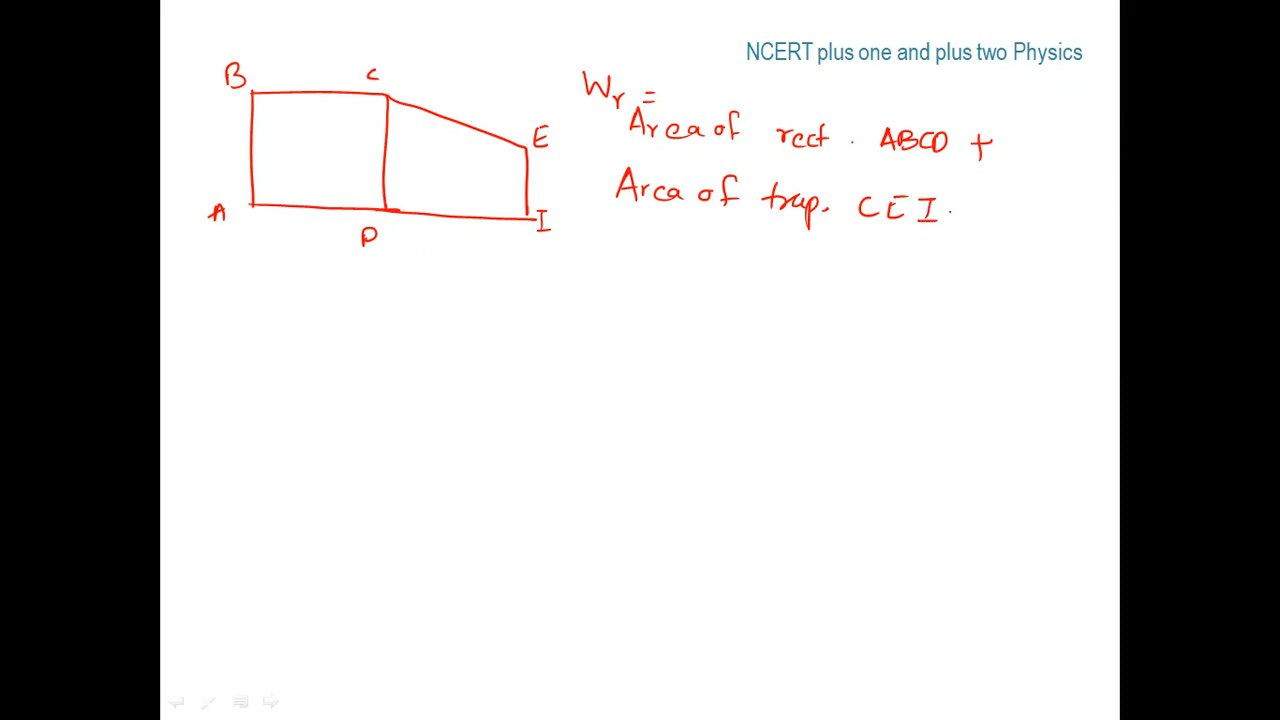 NCERT plus one and plus two Physics
B C
E
A
D
I
Wr =
Area of rect. ABCD +
Area of trap. CEI